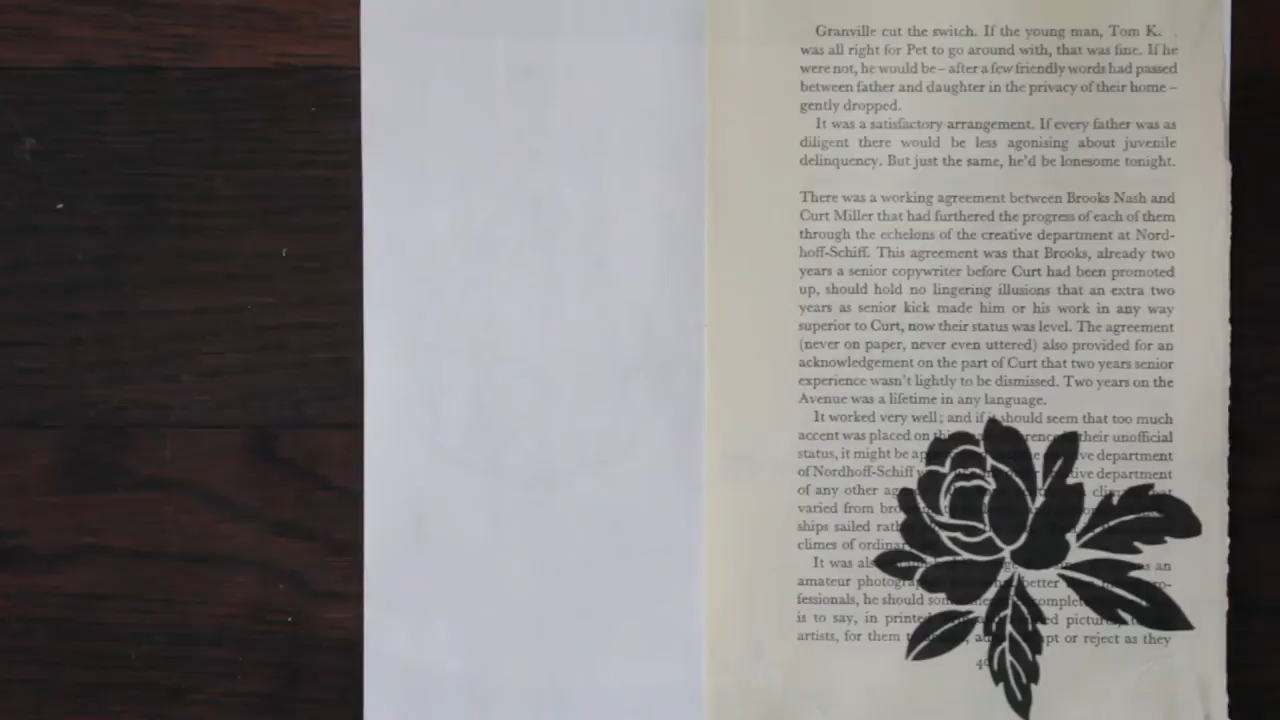 Granville cut the switch. If the young man, Tom K.
was all right for Pet to go around with, that was fine. If he
were not, he would be – after a few friendly words had passed
between father and daughter in the privacy of their home –
gently dropped.
It was a satisfactory arrangement. If every father was as
diligent there would be less agonising about juvenile
delinquency. But just the same, he'd be lonesome tonight.
There was a working agreement between Brooks Nash and
Curt Miller that had furthered the progress of each of them
through the echelons of the creative department at Nord-
hoff-Schiff. This agreement was that Brooks, already two
years a senior copywriter before Curt had been promoted
up, should hold no lingering illusions that an extra two
years as senior kick made him or his work in any way
superior to Curt, now their status was level. The agreement
(never on paper, never even uttered) also provided for an
acknowledgement on the part of Curt that two years senior
experience wasn't lightly to be dismissed. Two years on the
Avenue was a lifetime in any language.
It worked very well; and if it should seem that too much
accent was placed on their unofficial
status, it might be department
of Nordhoff-Schiff department
of any other
varied from
ships sailed
climes of
It was an
amateur better
fessionals, he should
is to say, in
artists, for them or reject as they